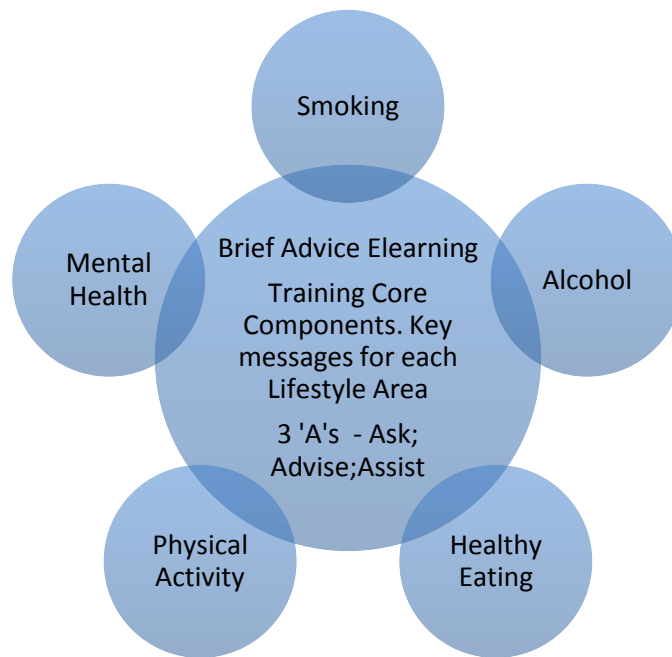 Smoking
Mental
Health
Brief Advice Elearning
Training Core
Components. Key
messages for each
Lifestyle Area
3 'A's - Ask;
Advise;Assist
Alcohol
Physical
Activity
Healthy
Eating